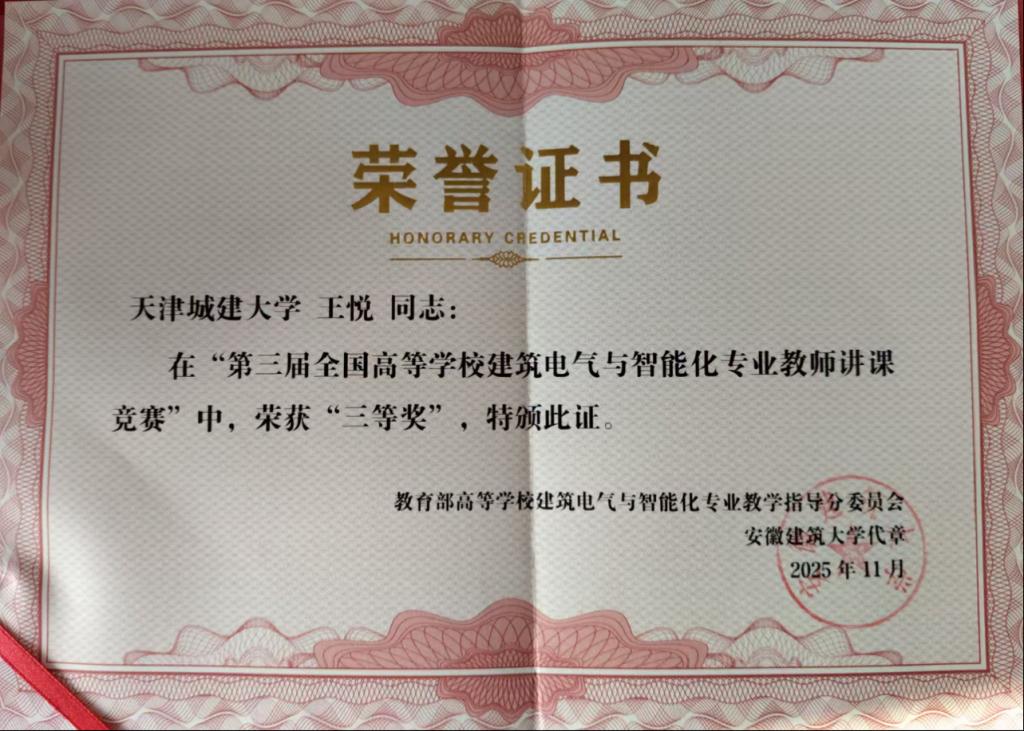 荣誉证书
HONORARY CREDENTIAL
天津城建大学 王悦 同志：
在“第三届全国高等学校建筑电气与智能化专业教师讲课
竞赛”中，荣获“三等奖”，特颁此证。
教育部高等学校建筑电气与智能化专业教学指导分委员会
安徽建筑大学代章
2025年11月